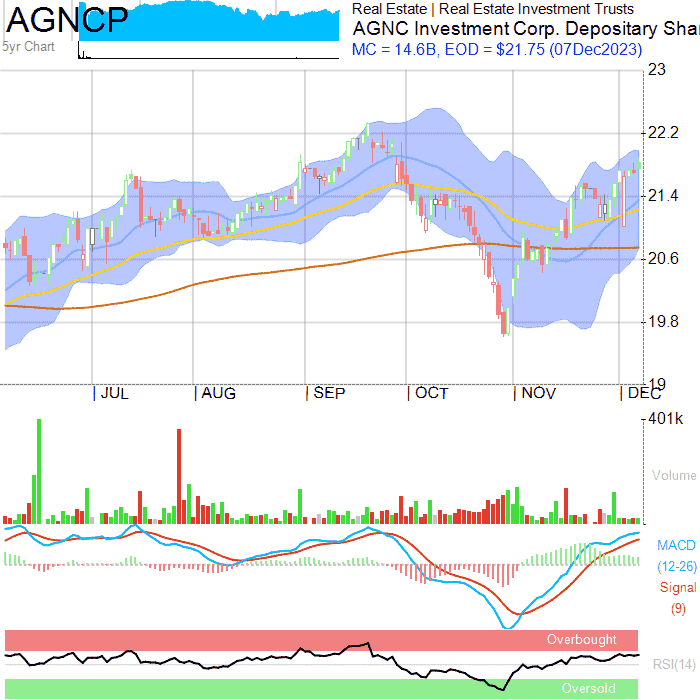 AGNCP
5yr Chart
Real Estate | Real Estate Investment Trusts
AGNC Investment Corp. Depositary Shar
MC = 14.6B, EOD = $21.75 (07Dec2023)
23
22.2
21.4
20.6
19.8
19
JUL AUG SEP OCT NOV DEC
401k
Volume
MACD
(12-26)
Signal
(9)
Overbought
RSI(14)
Oversold